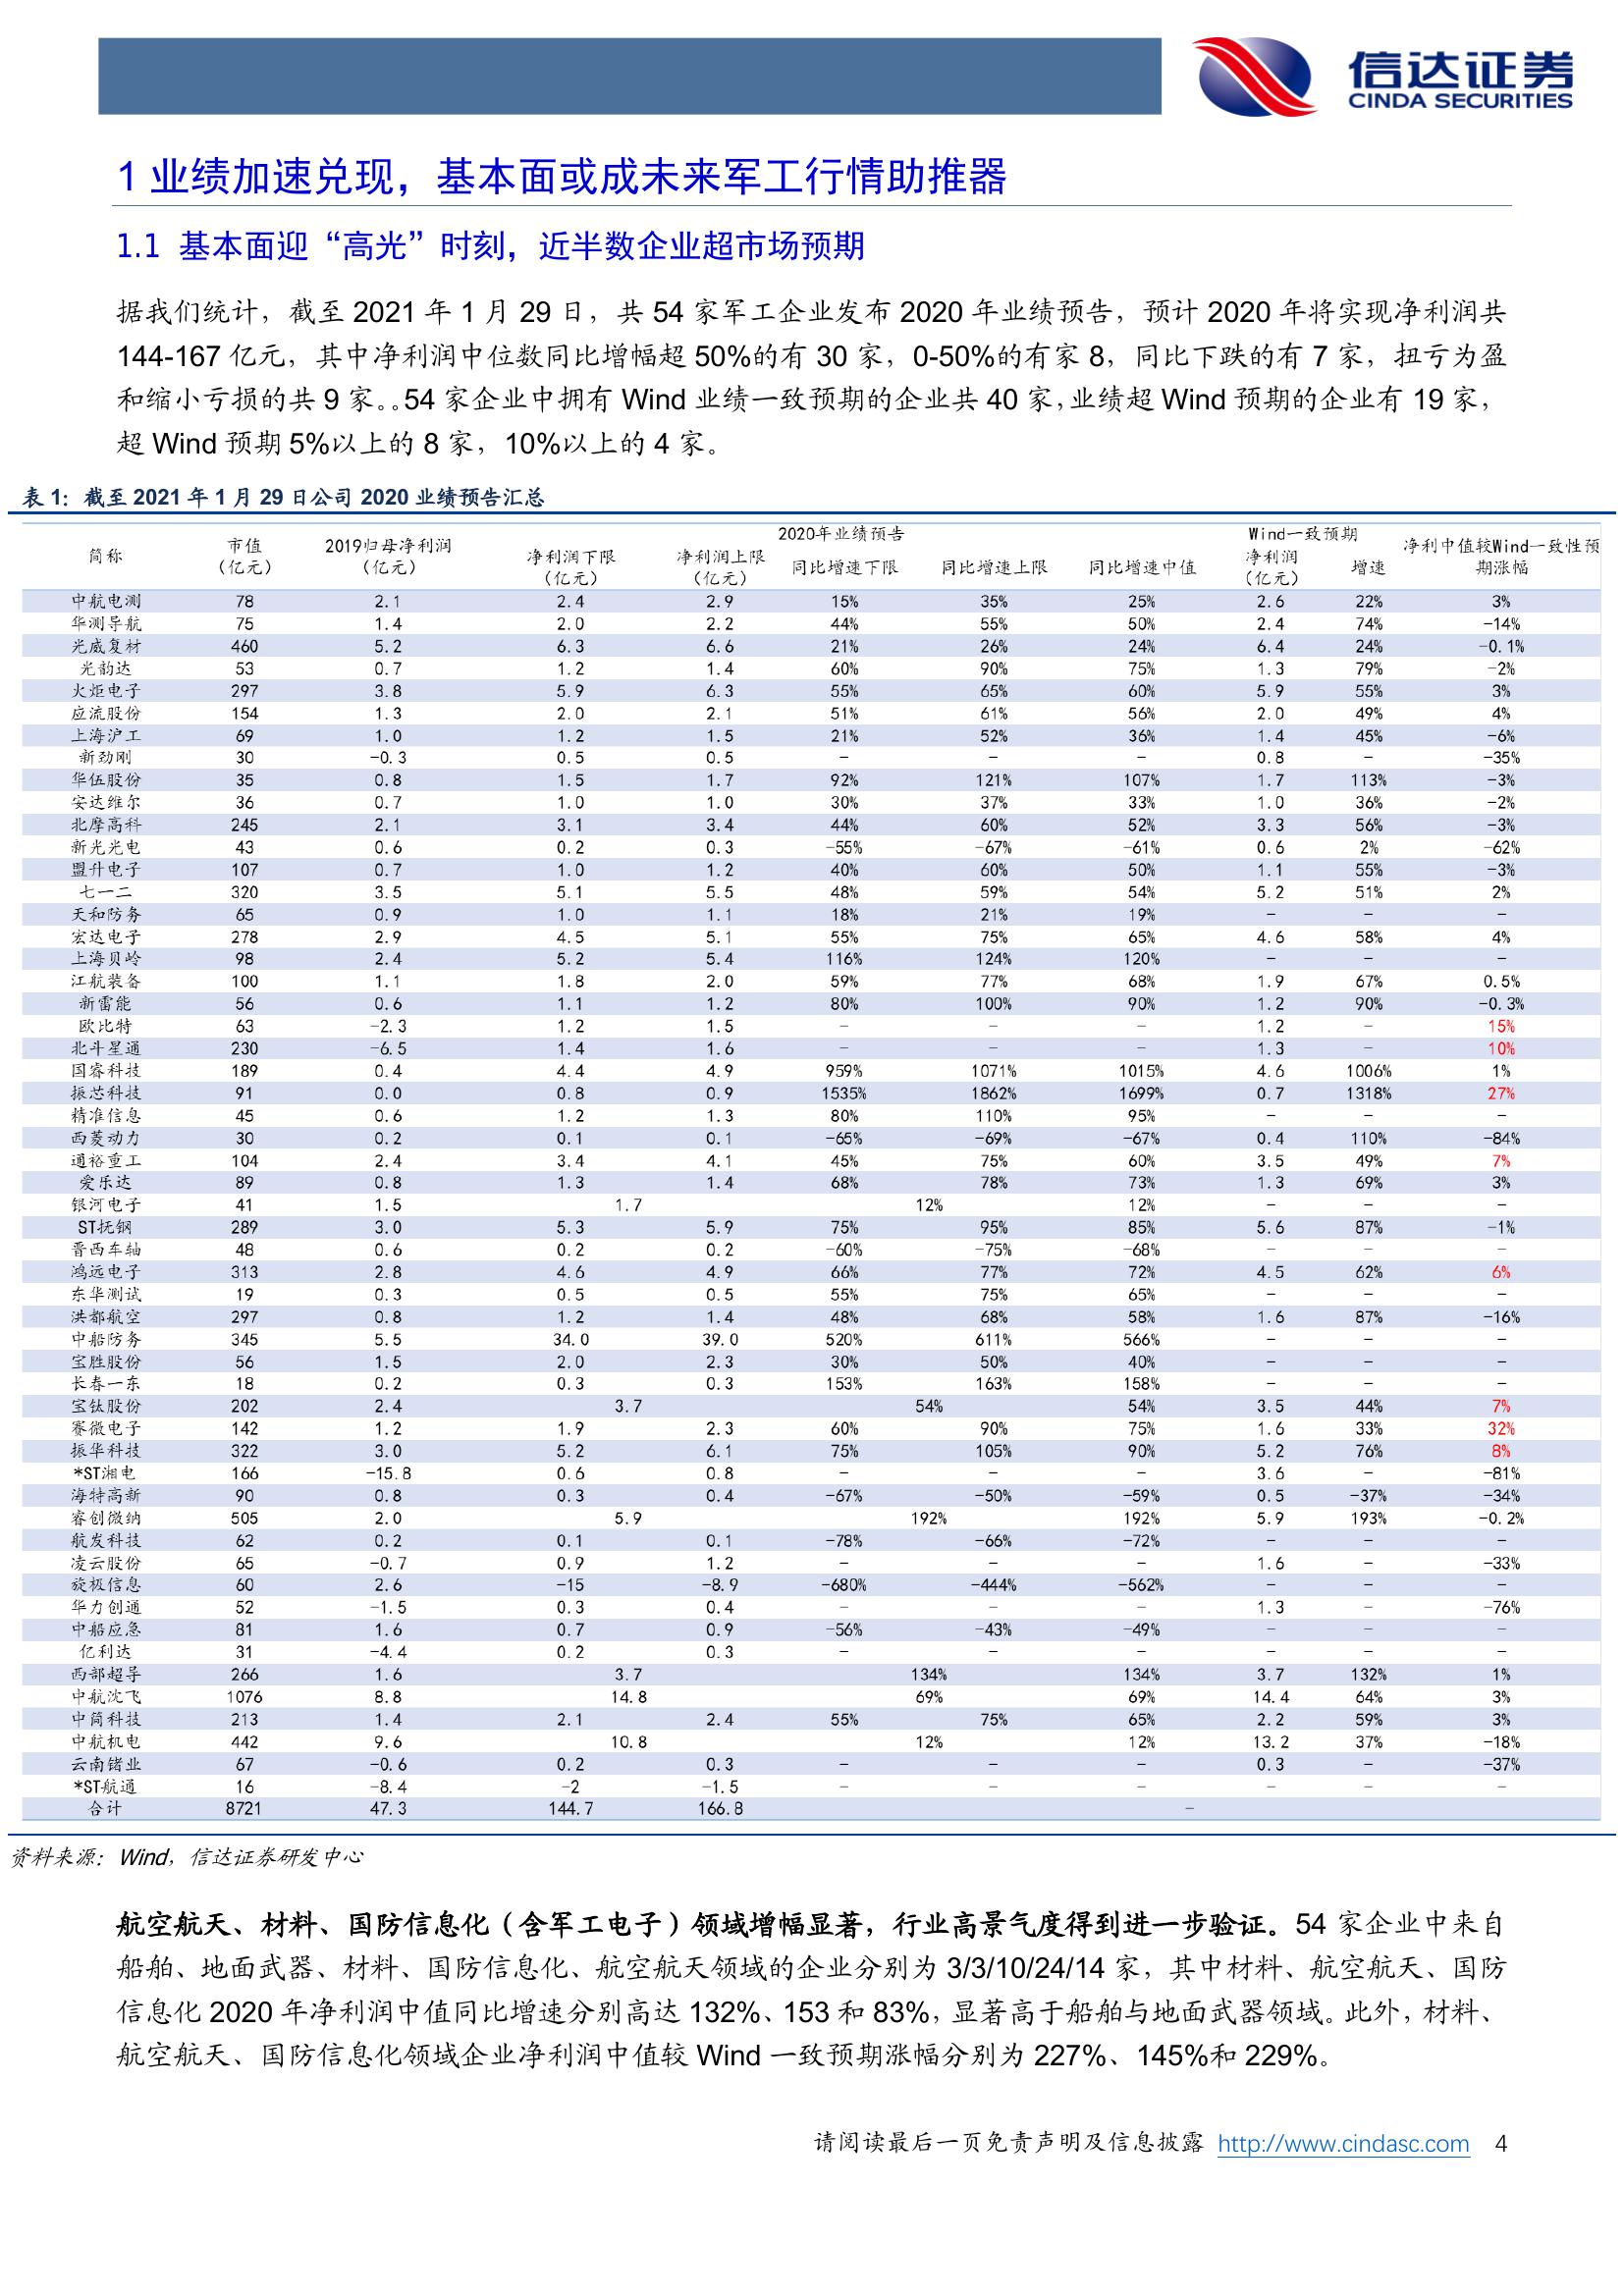 信达证券
CINDA SECURITIES
1 业绩加速兑现，基本面或成未来军工行情助推器
1.1 基本面迎“高光”时刻，近半数企业超市场预期
据我们统计，截至 2021 年 1 月 29 日，共 54 家军工企业发布 2020 年业绩预告，预计 2020 年将实现净利润共
144-167 亿元，其中净利润中位数同比增幅超 50%的有 30 家，0-50%的有家 8，同比下跌的有 7 家，扭亏为盈
和缩小亏损的共 9 家。。54 家企业中拥有 Wind 业绩一致预期的企业共 40 家，业绩超 Wind 预期的企业有 19 家，
超 Wind 预期 5%以上的 8 家，10%以上的 4 家。
表 1：截至 2021 年 1 月 29 日公司 2020 业绩预告汇总
简称 市值（亿元） 2019归母净利润（亿元） 2020年业绩预告 净利润下限（亿元） 净利润上限（亿元） 同比增速下限 同比增速上限 同比增速中值 Wind一致预期 净利润（亿元） 增速 净利中值较Wind一致性预期涨幅
中航电测 78 2.1 2.4 2.9 15% 35% 25% 2.6 22% 3%
华测导航 75 1.4 2.0 2.2 44% 55% 50% 2.4 74% -14%
光威复材 460 5.2 6.3 6.6 21% 26% 24% 6.4 24% -0.1%
光韵达 53 0.7 1.2 1.4 60% 90% 75% 1.3 79% -2%
火炬电子 297 3.8 5.9 6.3 55% 65% 60% 5.9 55% 3%
应流股份 154 1.3 2.0 2.1 51% 61% 56% 2.0 49% 4%
上海沪工 69 1.0 1.2 1.5 21% 52% 36% 1.4 45% -6%
新劲刚 30 -0.3 0.5 0.5 - - - 0.8 - -35%
华伍股份 35 0.8 1.5 1.7 92% 121% 107% 1.7 113% -3%
安达维尔 36 0.7 1.0 1.0 30% 37% 33% 1.0 36% -2%
北摩高科 245 2.1 3.1 3.4 44% 60% 52% 3.3 56% -3%
新光光电 43 0.6 0.2 0.3 -55% -67% -61% 0.6 2% -62%
盟升电子 107 0.7 1.0 1.2 40% 60% 50% 1.1 55% -3%
七一二 320 3.5 5.1 5.5 48% 59% 54% 5.2 51% 2%
天和防务 65 0.9 1.0 1.1 18% 21% 19% - - -
宏达电子 278 2.9 4.5 5.1 55% 75% 65% 4.6 58% 4%
上海贝岭 98 2.4 5.2 5.4 116% 124% 120% - - -
江航装备 100 1.1 1.8 2.0 59% 77% 68% 1.9 67% 0.5%
新雷能 56 0.6 1.1 1.2 80% 100% 90% 1.2 90% -0.3%
欧比特 63 -2.3 1.2 1.5 - - - 1.2 - 15%
北斗星通 230 -6.5 1.4 1.6 - - - 1.3 - 10%
国睿科技 189 0.4 4.4 4.9 959% 1071% 1015% 4.6 1006% 1%
振芯科技 91 0.0 0.8 0.9 1535% 1862% 1699% 0.7 1318% 27%
精准信息 45 0.6 1.2 1.3 80% 110% 95% - - -
西菱动力 30 0.2 0.1 0.1 -65% -69% -67% 0.4 110% -84%
通裕重工 104 2.4 3.4 4.1 45% 75% 60% 3.5 49% 7%
爱乐达 89 0.8 1.3 1.4 68% 78% 73% 1.3 69% 3%
银河电子 41 1.5 1.7 12% 12% - - -
ST抚钢 289 3.0 5.3 5.9 75% 95% 85% 5.6 87% -1%
晋西车轴 48 0.6 0.2 0.2 -60% -75% -68% - - -
鸿远电子 313 2.8 4.6 4.9 66% 77% 72% 4.5 62% 6%
东华测试 19 0.3 0.5 0.5 55% 75% 65% - - -
洪都航空 297 0.8 1.2 1.4 48% 68% 58% 1.6 87% -16%
中船防务 345 5.5 34.0 39.0 520% 611% 566% - - -
宝胜股份 56 1.5 2.0 2.3 30% 50% 40% - - -
长春一东 18 0.2 0.3 0.3 153% 163% 158% - - -
宝钛股份 202 2.4 3.7 54% 54% 3.5 44% 7%
赛微电子 142 1.2 1.9 2.3 60% 90% 75% 1.6 33% 32%
振华科技 322 3.0 5.2 6.1 75% 105% 90% 5.2 76% 8%
*ST湘电 166 -15.8 0.6 0.8 - - - 3.6 - -81%
海特高新 90 0.8 0.3 0.4 -67% -50% -59% 0.5 -37% -34%
睿创微纳 505 2.0 5.9 192% 192% 5.9 193% -0.2%
航发科技 62 0.2 0.1 0.1 -78% -66% -72% - - -
凌云股份 65 -0.7 0.9 1.2 - - - 1.6 - -33%
旋极信息 60 2.6 -15 -8.9 -680% -444% -562% - - -
华力创通 52 -1.5 0.3 0.4 - - - 1.3 - -76%
中船应急 81 1.6 0.7 0.9 -56% -43% -49% - - -
亿利达 31 -4.4 0.2 0.3 - - - - - -
西部超导 266 1.6 3.7 134% 134% 3.7 132% 1%
中航沈飞 1076 8.8 14.8 69% 69% 14.4 64% 3%
中简科技 213 1.4 2.1 2.4 55% 75% 65% 2.2 59% 3%
中航机电 442 9.6 10.8 12% 12% 13.2 37% -18%
云南锗业 67 -0.6 0.2 0.3 - - - 0.3 - -37%
*ST航通 16 -8.4 -2 -1.5 - - - - - -
合计 8721 47.3 144.7 166.8 -
资料来源：Wind，信达证券研发中心
航空航天、材料、国防信息化（含军工电子）领域增幅显著，行业高景气度得到进一步验证。54 家企业中来自
船舶、地面武器、材料、国防信息化、航空航天领域的企业分别为 3/3/10/24/14 家，其中材料、航空航天、国防
信息化 2020 年净利润中值同比增速分别高达 132%、153 和 83%，显著高于船舶与地面武器领域。此外，材料、
航空航天、国防信息化领域企业净利润中值较 Wind 一致预期涨幅分别为 227%、145%和 229%。
请阅读最后一页免责声明及信息披露 http://www.cindasc.com 4